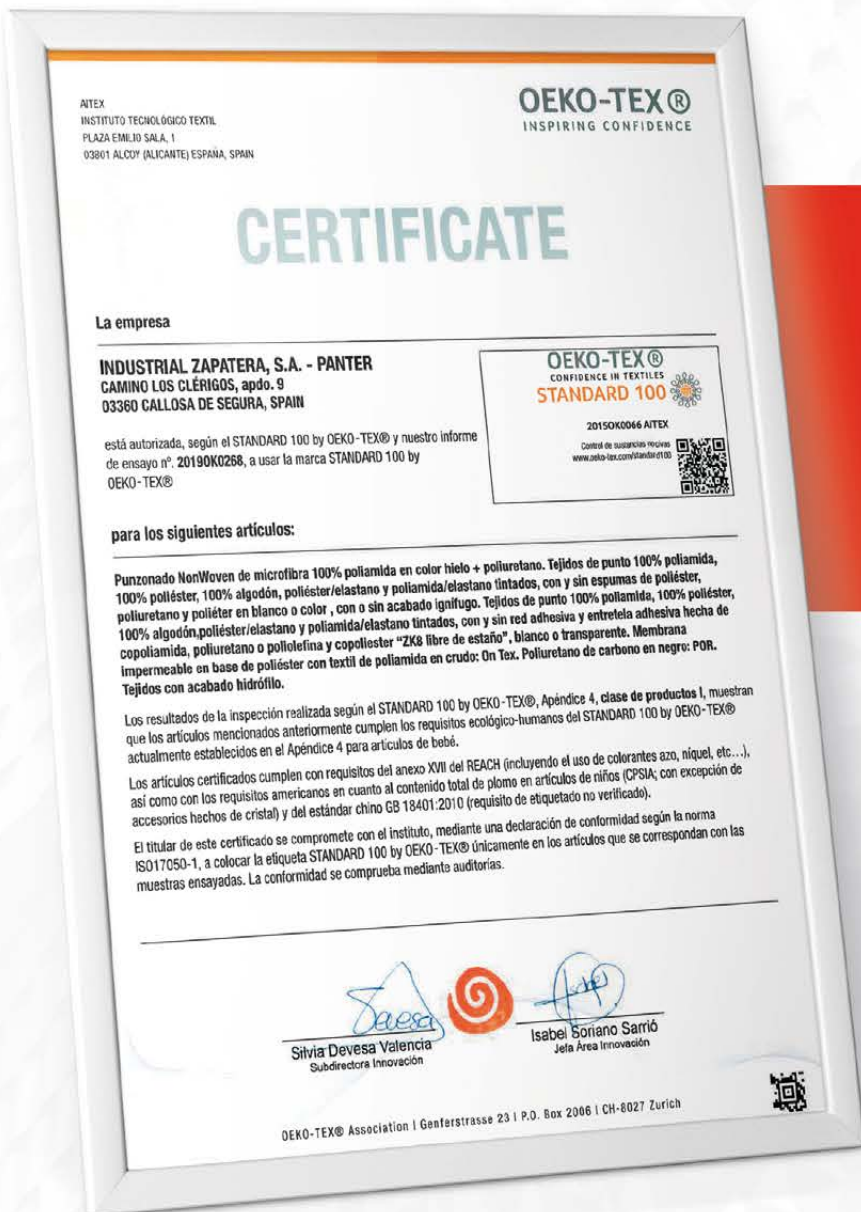 AITEX
INSTITUTO TECNOLÓGICO TEXTIL
PLAZA EMILIO SALA, 1
03801 ALCOY (ALICANTE) ESPAÑA, SPAIN
OEKO-TEX®
INSPIRING CONFIDENCE
CERTIFICATE
La empresa
INDUSTRIAL ZAPATERA, S.A. - PANTER
CAMINO LOS CLÉRIGOS, apdo. 9
03360 CALLOSA DE SEGURA, SPAIN
está autorizada, según el STANDARD 100 by OEKO-TEX® y nuestro informe
de ensayo nº. 2019OK0268, a usar la marca STANDARD 100 by
OEKO-TEX®
OEKO-TEX®
CONFIDENCE IN TEXTILES
STANDARD 100
2015OK0066 AITEX
Control de sustancias nocivas
www.oeko-tex.com/standard100
para los siguientes artículos:
Punzonado NonWoven de microfibra 100% poliamida en color hielo + poliuretano. Tejidos de punto 100% poliamida,
100% poliéster, 100% algodón, poliéster/elastano y poliamida/elastano tintados, con y sin espumas de poliéster,
poliuretano y poliéter en blanco o color , con o sin acabado ignífugo. Tejidos de punto 100% poliamida, 100% poliéster,
100% algodón,poliéster/elastano y poliamida/elastano tintados, con y sin red adhesiva y entretela adhesiva hecha de
copoliamida, poliuretano o poliolefina y copoliester "ZK8 libre de estaño", blanco o transparente. Membrana
impermeable en base de poliéster con textil de poliamida en crudo: On Tex. Poliuretano de carbono en negro: POR.
Tejidos con acabado hidrófilo.
Los resultados de la inspección realizada según el STANDARD 100 by OEKO-TEX®, Apéndice 4, clase de productos I, muestran
que los artículos mencionados anteriormente cumplen los requisitos ecológico-humanos del STANDARD 100 by OEKO-TEX®
actualmente establecidos en el Apéndice 4 para artículos de bebé.
Los artículos certificados cumplen con requisitos del anexo XVII del REACH (incluyendo el uso de colorantes azo, níquel, etc...),
así como con los requisitos americanos en cuanto al contenido total de plomo en artículos de niños (CPSIA; con excepción de
accesorios hechos de cristal) y del estándar chino GB 18401:2010 (requisito de etiquetado no verificado).
El titular de este certificado se compromete con el instituto, mediante una declaración de conformidad según la norma
ISO17050-1, a colocar la etiqueta STANDARD 100 by OEKO-TEX® únicamente en los artículos que se correspondan con las
muestras ensayadas. La conformidad se comprueba mediante auditorías.
Devesa
Isabel
Silvia Devesa Valencia
Subdirectora Innovación
Isabel Soriano Sarrió
Jefa Área Innovación
OEKO-TEX® Association | Genferstrasse 23 | P.O. Box 2006 | CH-8027 Zurich